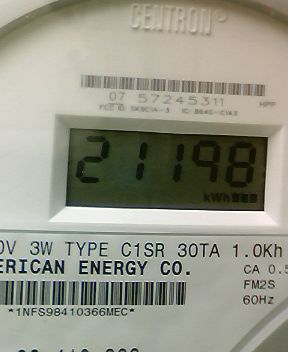 CENTRON®
07 57245311 HPP
21198
kWh
0V 3W TYPE C1SR 30TA 1.0Kh
ERICAN ENERGY CO.
CA 0.5
FM2S
60Hz
*1NFS98410366MEC*